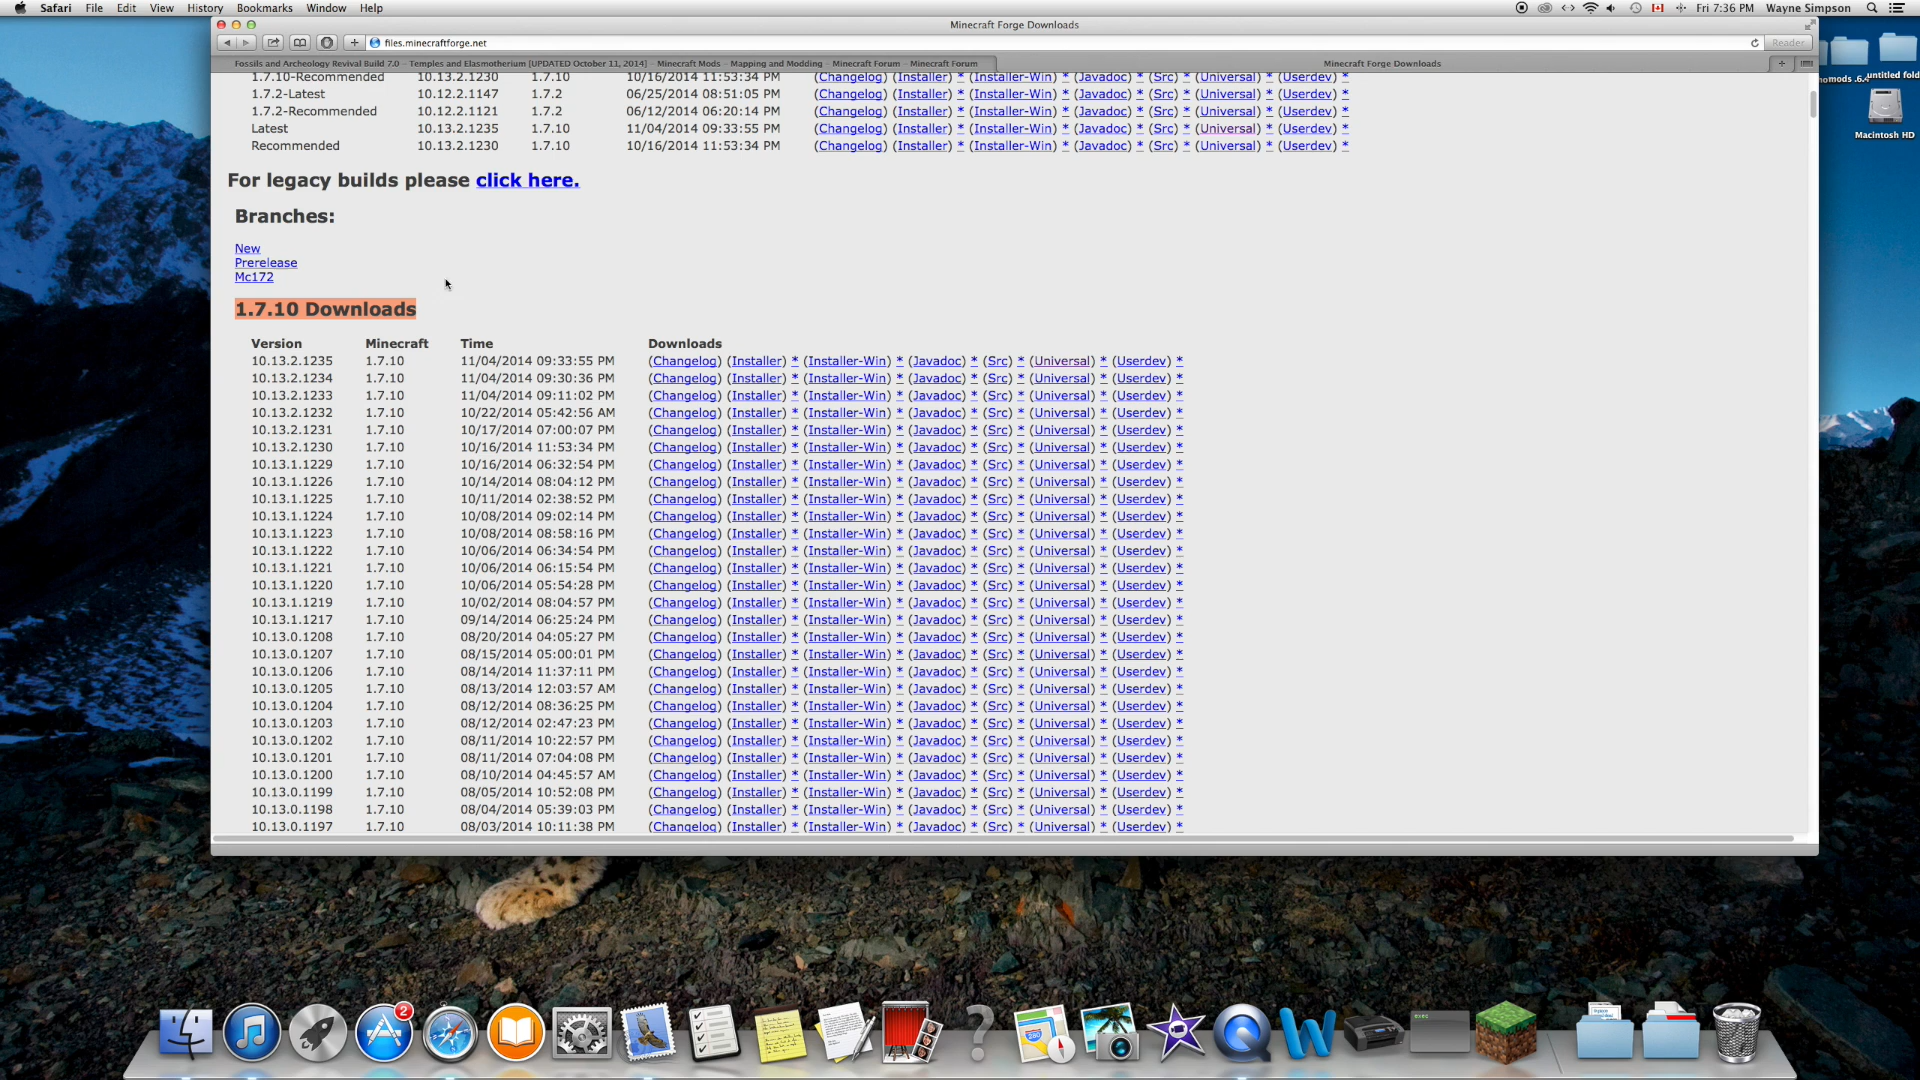 Safari File Edit View History Bookmarks Window Help Fri 7:36 PM Wayne Simpson
Minecraft Forge Downloads
files.minecraftforge.net Reader
Fossils and Archeology Revival Build 7.0 – Temples and Elasmotherium [UPDATED October 11, 2014] – Minecraft Mods – Mapping and Modding – Minecraft Forum – Minecraft Forum Minecraft Forge Downloads
untitled fold
Macintosh HD
1.7.10-Recommended 10.13.2.1230 1.7.10 10/16/2014 11:53:34 PM (Changelog) (Installer) * (Installer-Win) * (Javadoc) * (Src) * (Universal) * (Userdev) *
1.7.2-Latest 10.12.2.1147 1.7.2 06/25/2014 08:51:05 PM (Changelog) (Installer) * (Installer-Win) * (Javadoc) * (Src) * (Universal) * (Userdev) *
1.7.2-Recommended 10.12.2.1121 1.7.2 06/12/2014 06:20:14 PM (Changelog) (Installer) * (Installer-Win) * (Javadoc) * (Src) * (Universal) * (Userdev) *
Latest 10.13.2.1235 1.7.10 11/04/2014 09:33:55 PM (Changelog) (Installer) * (Installer-Win) * (Javadoc) * (Src) * (Universal) * (Userdev) *
Recommended 10.13.2.1230 1.7.10 10/16/2014 11:53:34 PM (Changelog) (Installer) * (Installer-Win) * (Javadoc) * (Src) * (Universal) * (Userdev) *
For legacy builds please click here.
Branches:
New
Prerelease
Mc172
1.7.10 Downloads
Version Minecraft Time Downloads
10.13.2.1235 1.7.10 11/04/2014 09:33:55 PM (Changelog) (Installer) * (Installer-Win) * (Javadoc) * (Src) * (Universal) * (Userdev) *
10.13.2.1234 1.7.10 11/04/2014 09:30:36 PM (Changelog) (Installer) * (Installer-Win) * (Javadoc) * (Src) * (Universal) * (Userdev) *
10.13.2.1233 1.7.10 11/04/2014 09:11:02 PM (Changelog) (Installer) * (Installer-Win) * (Javadoc) * (Src) * (Universal) * (Userdev) *
10.13.2.1232 1.7.10 10/22/2014 05:42:56 AM (Changelog) (Installer) * (Installer-Win) * (Javadoc) * (Src) * (Universal) * (Userdev) *
10.13.2.1231 1.7.10 10/17/2014 07:00:07 PM (Changelog) (Installer) * (Installer-Win) * (Javadoc) * (Src) * (Universal) * (Userdev) *
10.13.2.1230 1.7.10 10/16/2014 11:53:34 PM (Changelog) (Installer) * (Installer-Win) * (Javadoc) * (Src) * (Universal) * (Userdev) *
10.13.1.1229 1.7.10 10/16/2014 06:32:54 PM (Changelog) (Installer) * (Installer-Win) * (Javadoc) * (Src) * (Universal) * (Userdev) *
10.13.1.1226 1.7.10 10/14/2014 08:04:12 PM (Changelog) (Installer) * (Installer-Win) * (Javadoc) * (Src) * (Universal) * (Userdev) *
10.13.1.1225 1.7.10 10/11/2014 02:38:52 PM (Changelog) (Installer) * (Installer-Win) * (Javadoc) * (Src) * (Universal) * (Userdev) *
10.13.1.1224 1.7.10 10/08/2014 09:02:14 PM (Changelog) (Installer) * (Installer-Win) * (Javadoc) * (Src) * (Universal) * (Userdev) *
10.13.1.1223 1.7.10 10/08/2014 08:58:16 PM (Changelog) (Installer) * (Installer-Win) * (Javadoc) * (Src) * (Universal) * (Userdev) *
10.13.1.1222 1.7.10 10/06/2014 06:34:54 PM (Changelog) (Installer) * (Installer-Win) * (Javadoc) * (Src) * (Universal) * (Userdev) *
10.13.1.1221 1.7.10 10/06/2014 06:15:54 PM (Changelog) (Installer) * (Installer-Win) * (Javadoc) * (Src) * (Universal) * (Userdev) *
10.13.1.1220 1.7.10 10/06/2014 05:54:28 PM (Changelog) (Installer) * (Installer-Win) * (Javadoc) * (Src) * (Universal) * (Userdev) *
10.13.1.1219 1.7.10 10/02/2014 08:04:57 PM (Changelog) (Installer) * (Installer-Win) * (Javadoc) * (Src) * (Universal) * (Userdev) *
10.13.1.1217 1.7.10 09/14/2014 06:25:24 PM (Changelog) (Installer) * (Installer-Win) * (Javadoc) * (Src) * (Universal) * (Userdev) *
10.13.0.1208 1.7.10 08/20/2014 04:05:27 PM (Changelog) (Installer) * (Installer-Win) * (Javadoc) * (Src) * (Universal) * (Userdev) *
10.13.0.1207 1.7.10 08/15/2014 05:00:01 PM (Changelog) (Installer) * (Installer-Win) * (Javadoc) * (Src) * (Universal) * (Userdev) *
10.13.0.1206 1.7.10 08/14/2014 11:37:11 PM (Changelog) (Installer) * (Installer-Win) * (Javadoc) * (Src) * (Universal) * (Userdev) *
10.13.0.1205 1.7.10 08/13/2014 12:03:57 AM (Changelog) (Installer) * (Installer-Win) * (Javadoc) * (Src) * (Universal) * (Userdev) *
10.13.0.1204 1.7.10 08/12/2014 08:36:25 PM (Changelog) (Installer) * (Installer-Win) * (Javadoc) * (Src) * (Universal) * (Userdev) *
10.13.0.1203 1.7.10 08/12/2014 02:47:23 PM (Changelog) (Installer) * (Installer-Win) * (Javadoc) * (Src) * (Universal) * (Userdev) *
10.13.0.1202 1.7.10 08/11/2014 10:22:57 PM (Changelog) (Installer) * (Installer-Win) * (Javadoc) * (Src) * (Universal) * (Userdev) *
10.13.0.1201 1.7.10 08/11/2014 07:04:08 PM (Changelog) (Installer) * (Installer-Win) * (Javadoc) * (Src) * (Universal) * (Userdev) *
10.13.0.1200 1.7.10 08/10/2014 04:45:57 AM (Changelog) (Installer) * (Installer-Win) * (Javadoc) * (Src) * (Universal) * (Userdev) *
10.13.0.1199 1.7.10 08/05/2014 10:52:08 PM (Changelog) (Installer) * (Installer-Win) * (Javadoc) * (Src) * (Universal) * (Userdev) *
10.13.0.1198 1.7.10 08/04/2014 05:39:03 PM (Changelog) (Installer) * (Installer-Win) * (Javadoc) * (Src) * (Universal) * (Userdev) *
10.13.0.1197 1.7.10 08/03/2014 10:11:38 PM (Changelog) (Installer) * (Installer-Win) * (Javadoc) * (Src) * (Universal) * (Userdev) *
2
exec